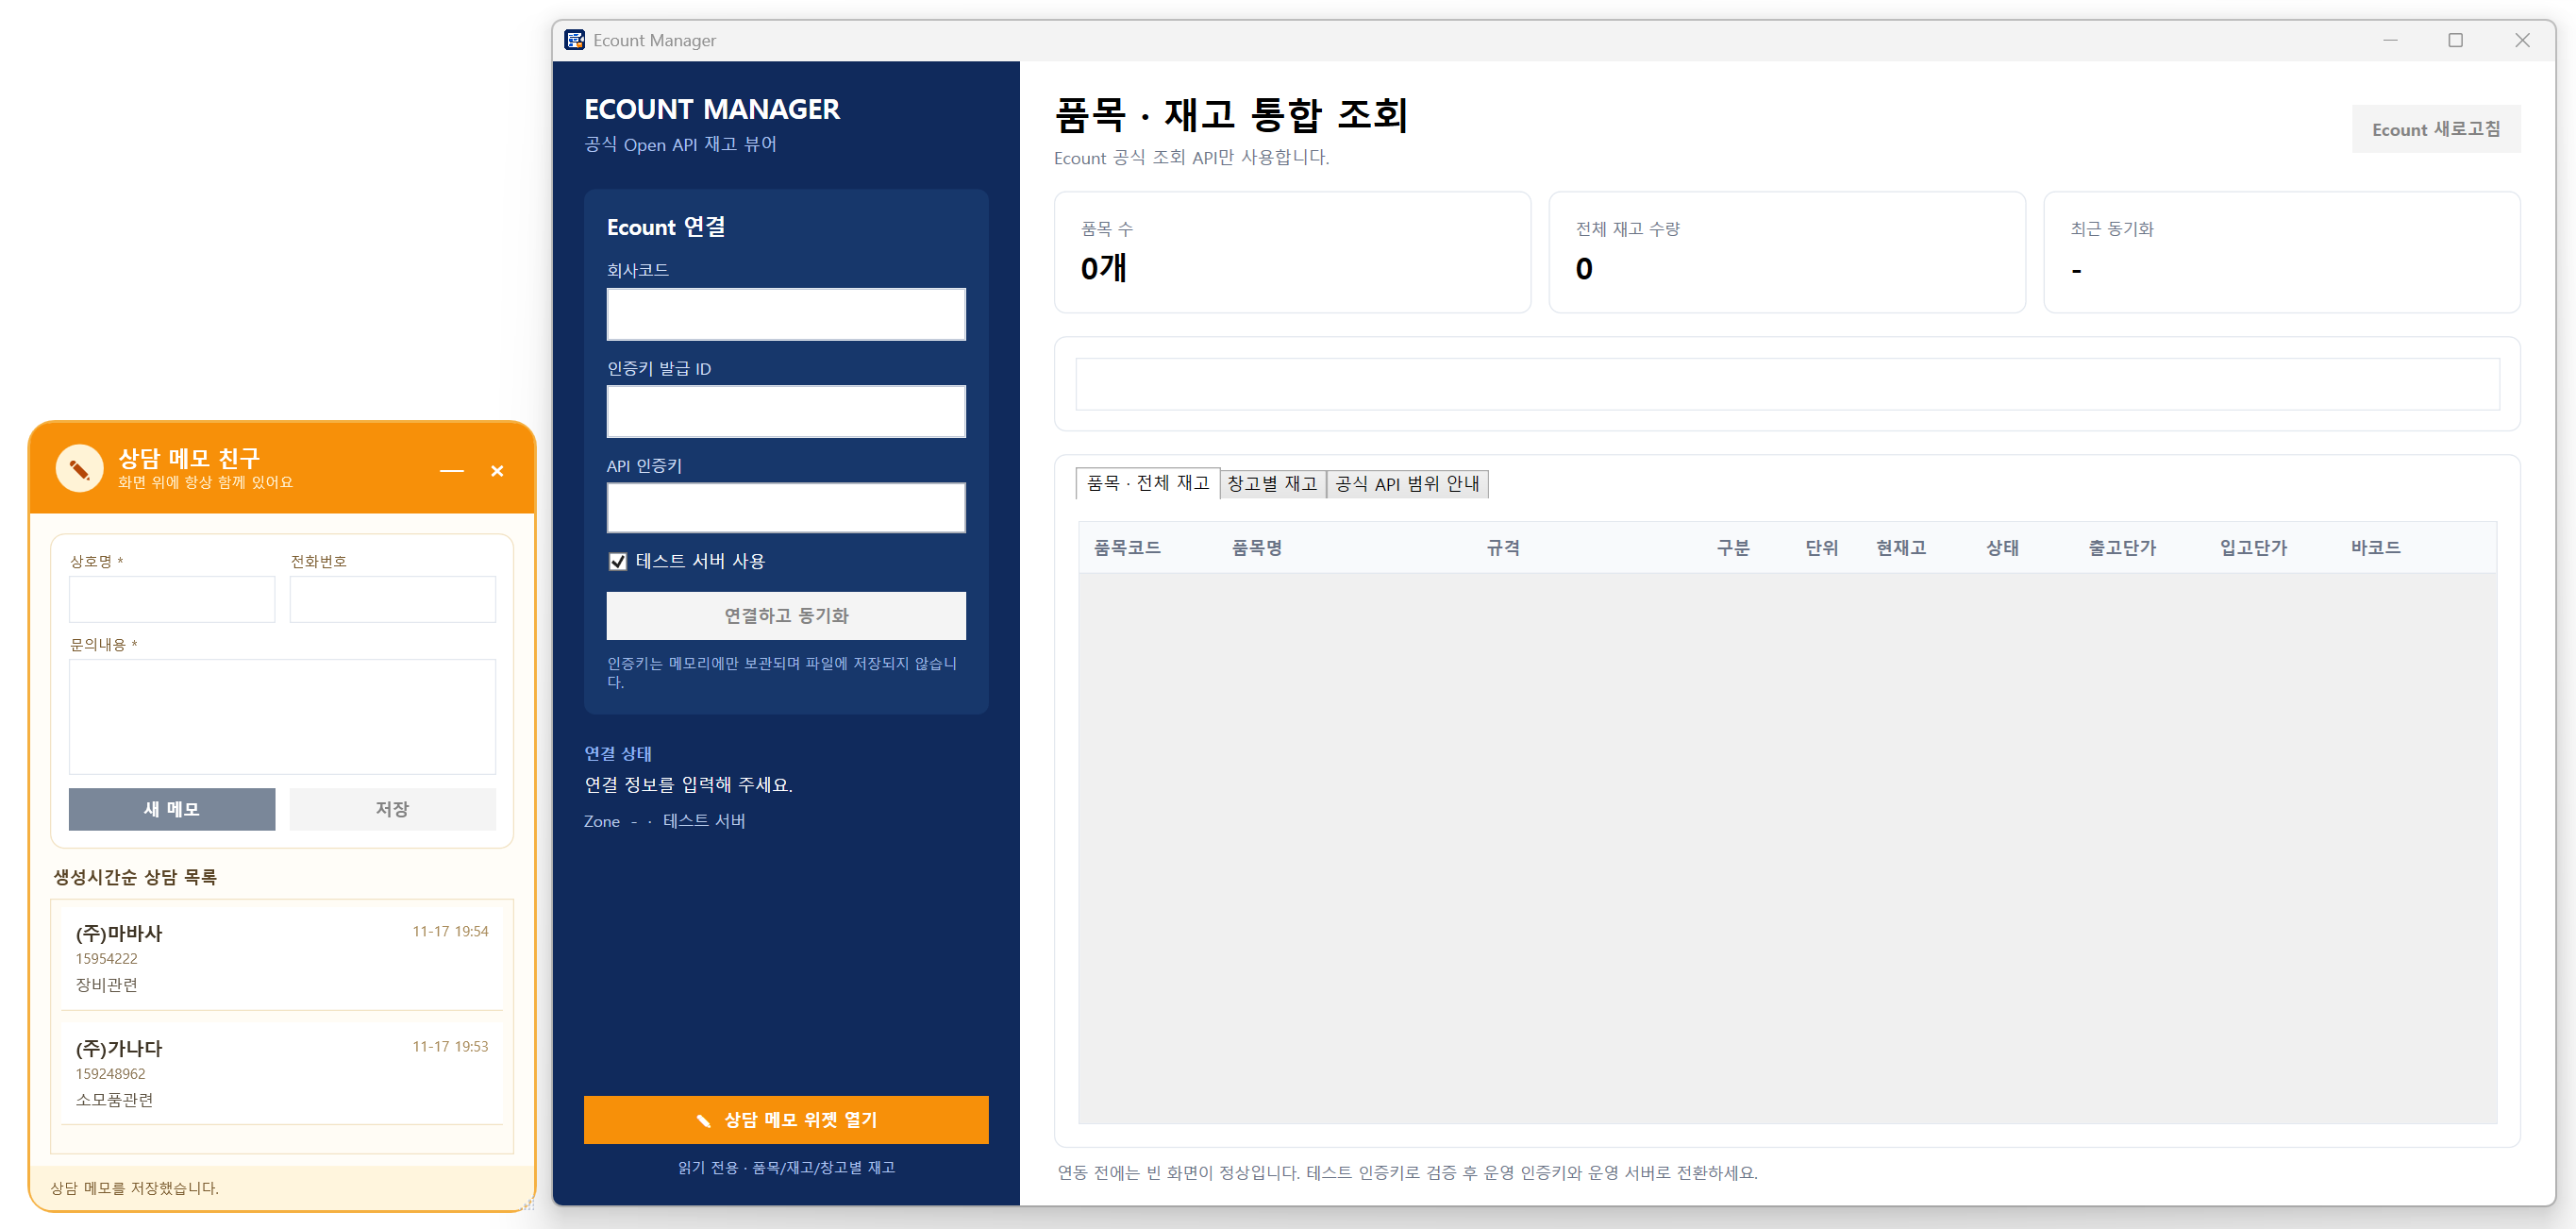 상담 메모 친구
화면 위에 항상 함께 있어요
상호명 *
전화번호
문의내용 *
새 메모
저장
생성시간순 상담 목록
(주)마바사
11-17 19:54
15954222
장비관련
(주)가나다
11-17 19:53
159248962
소모품관련
상담 메모를 저장했습니다.
Ecount Manager
ECOUNT MANAGER
공식 Open API 재고 뷰어
Ecount 연결
회사코드
인증키 발급 ID
API 인증키
테스트 서버 사용
연결하고 동기화
인증키는 메모리에만 보관되며 파일에 저장되지 않습니
다.
연결 상태
연결 정보를 입력해 주세요.
Zone - · 테스트 서버
상담 메모 위젯 열기
읽기 전용 · 품목/재고/창고별 재고
품목 · 재고 통합 조회
Ecount 공식 조회 API만 사용합니다.
Ecount 새로고침
품목 수
0개
전체 재고 수량
0
최근 동기화
-
품목 · 전체 재고
창고별 재고
공식 API 범위 안내
품목코드 품목명 규격 구분 단위 현재고 상태 출고단가 입고단가 바코드
연동 전에는 빈 화면이 정상입니다. 테스트 인증키로 검증 후 운영 인증키와 운영 서버로 전환하세요.